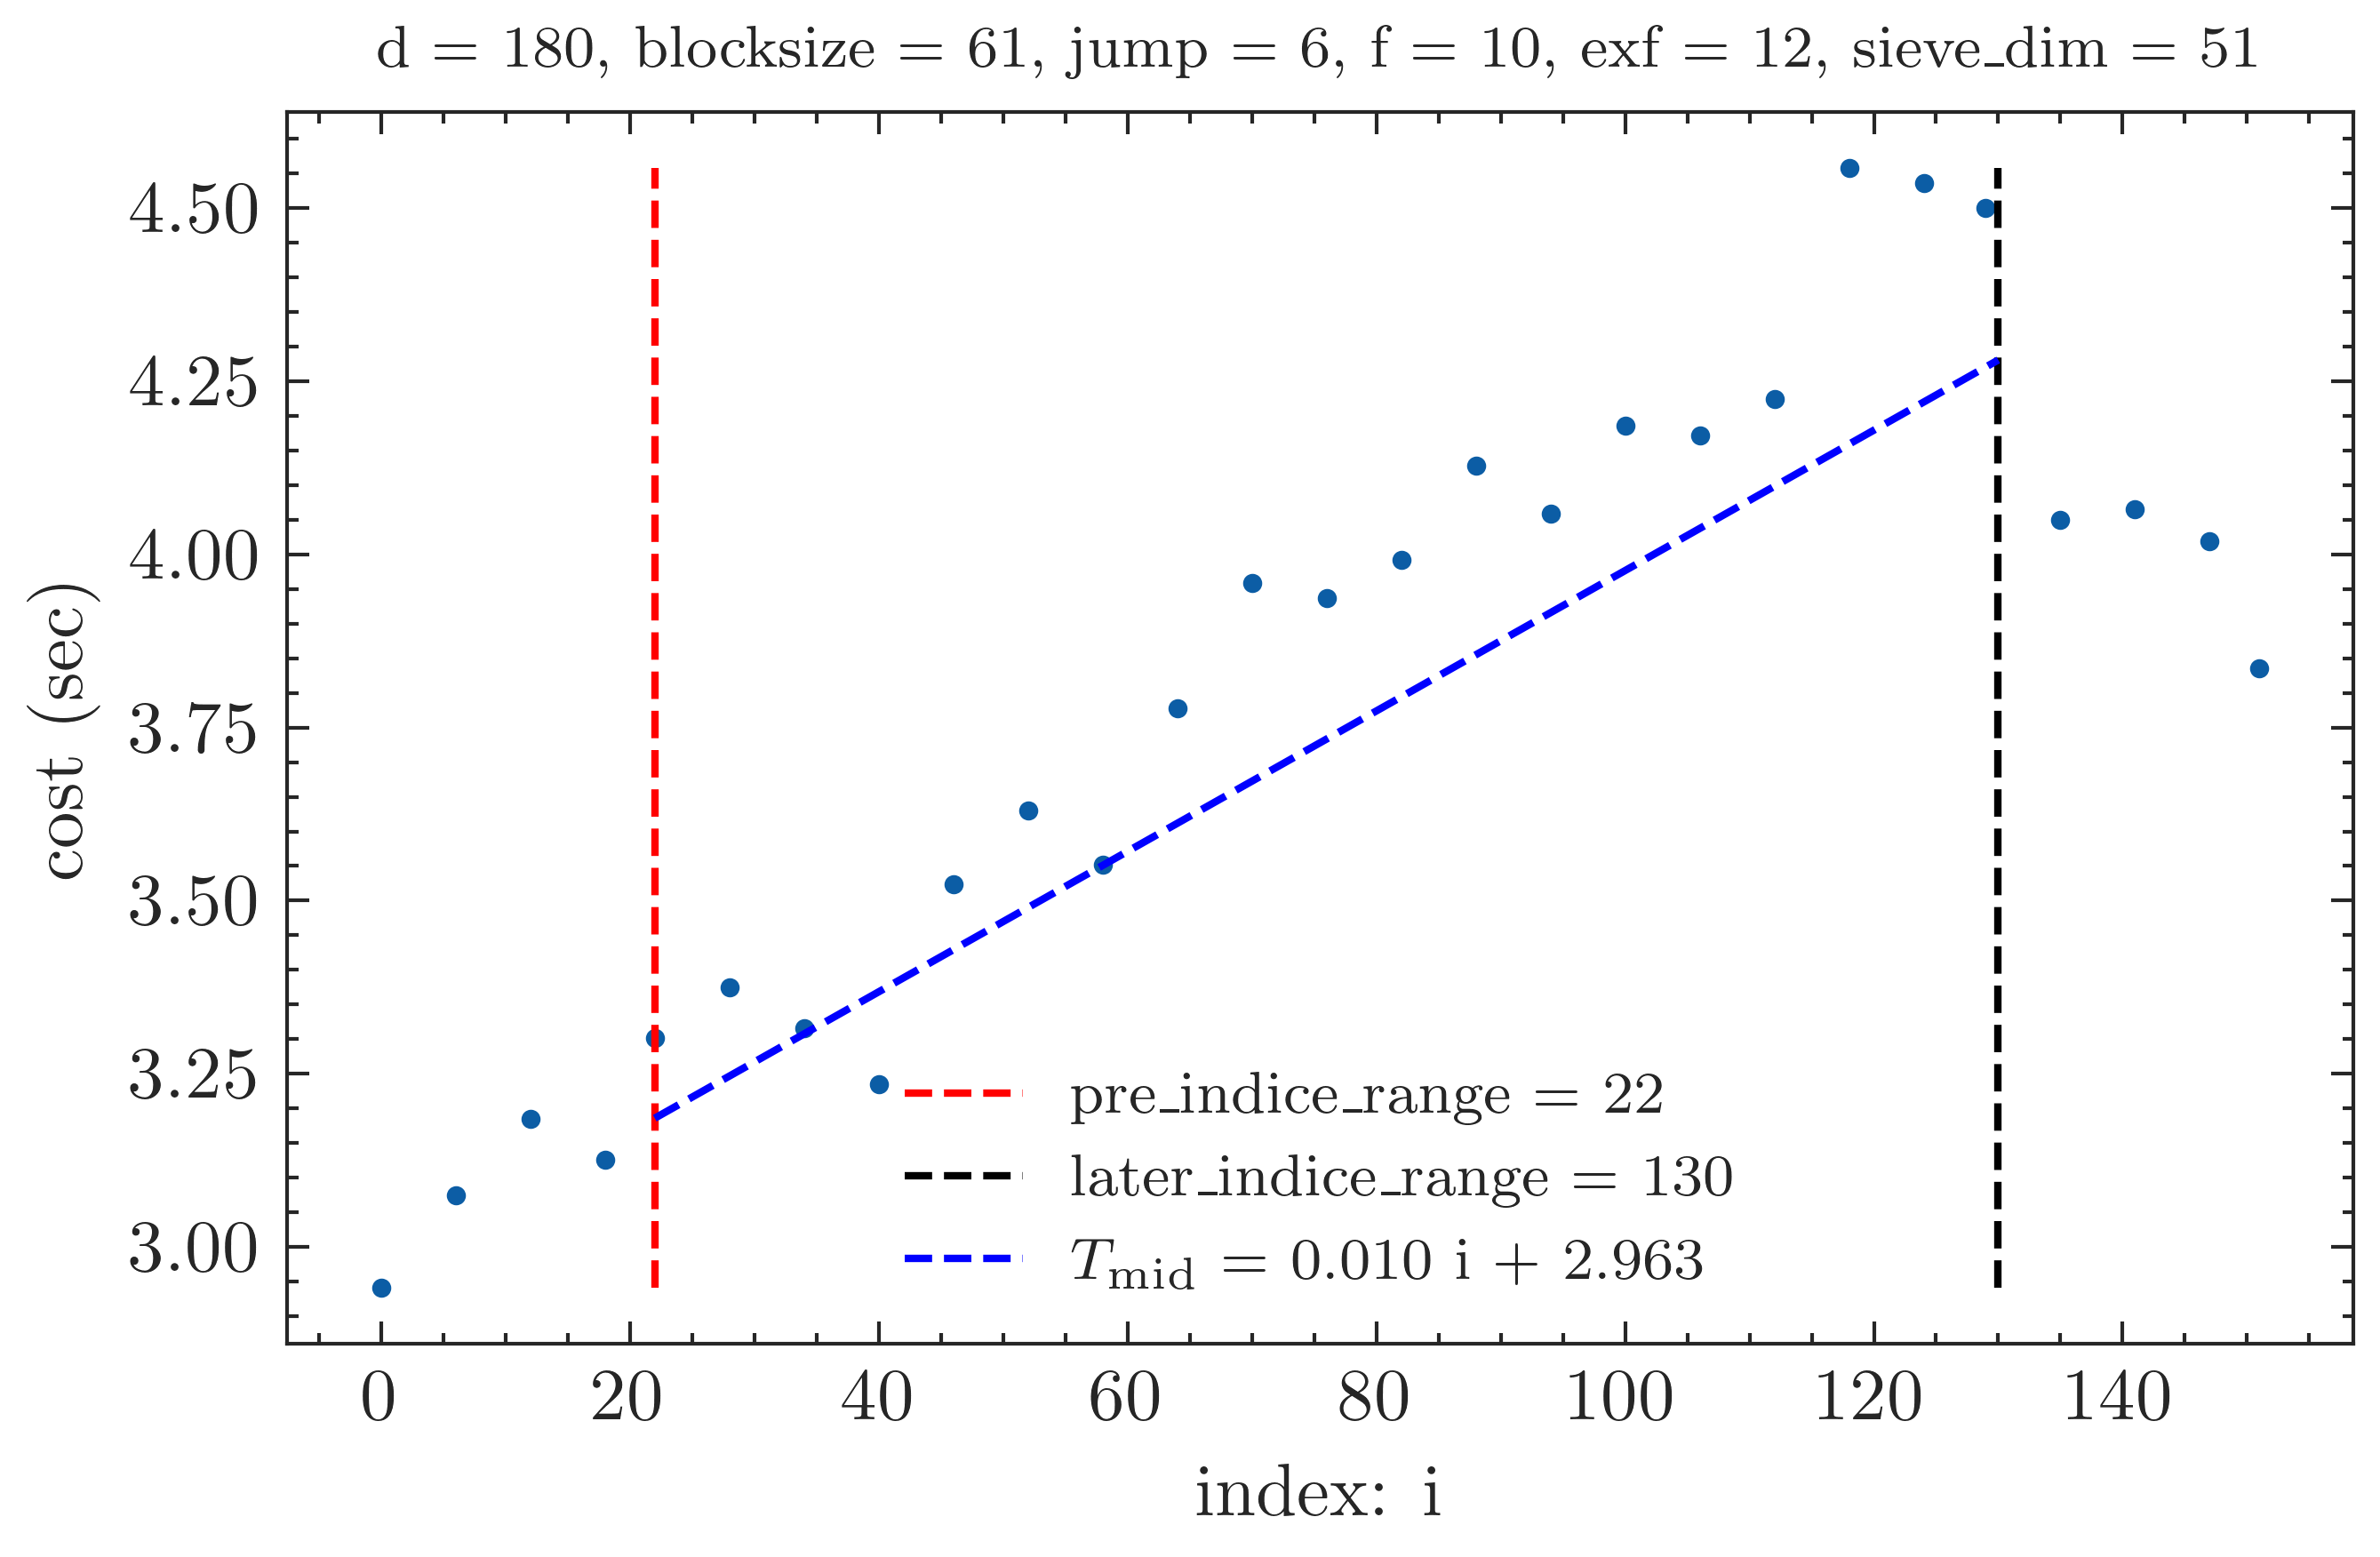 d = 180, blocksize = 61, jump = 6, f = 10, exf = 12, sieve_dim = 51
cost (sec)
4.50
4.25
4.00
3.75
3.50
3.25
3.00
pre_indice_range = 22
later_indice_range = 130
T_mid = 0.010 i + 2.963
0 20 40 60 80 100 120 140
index: i